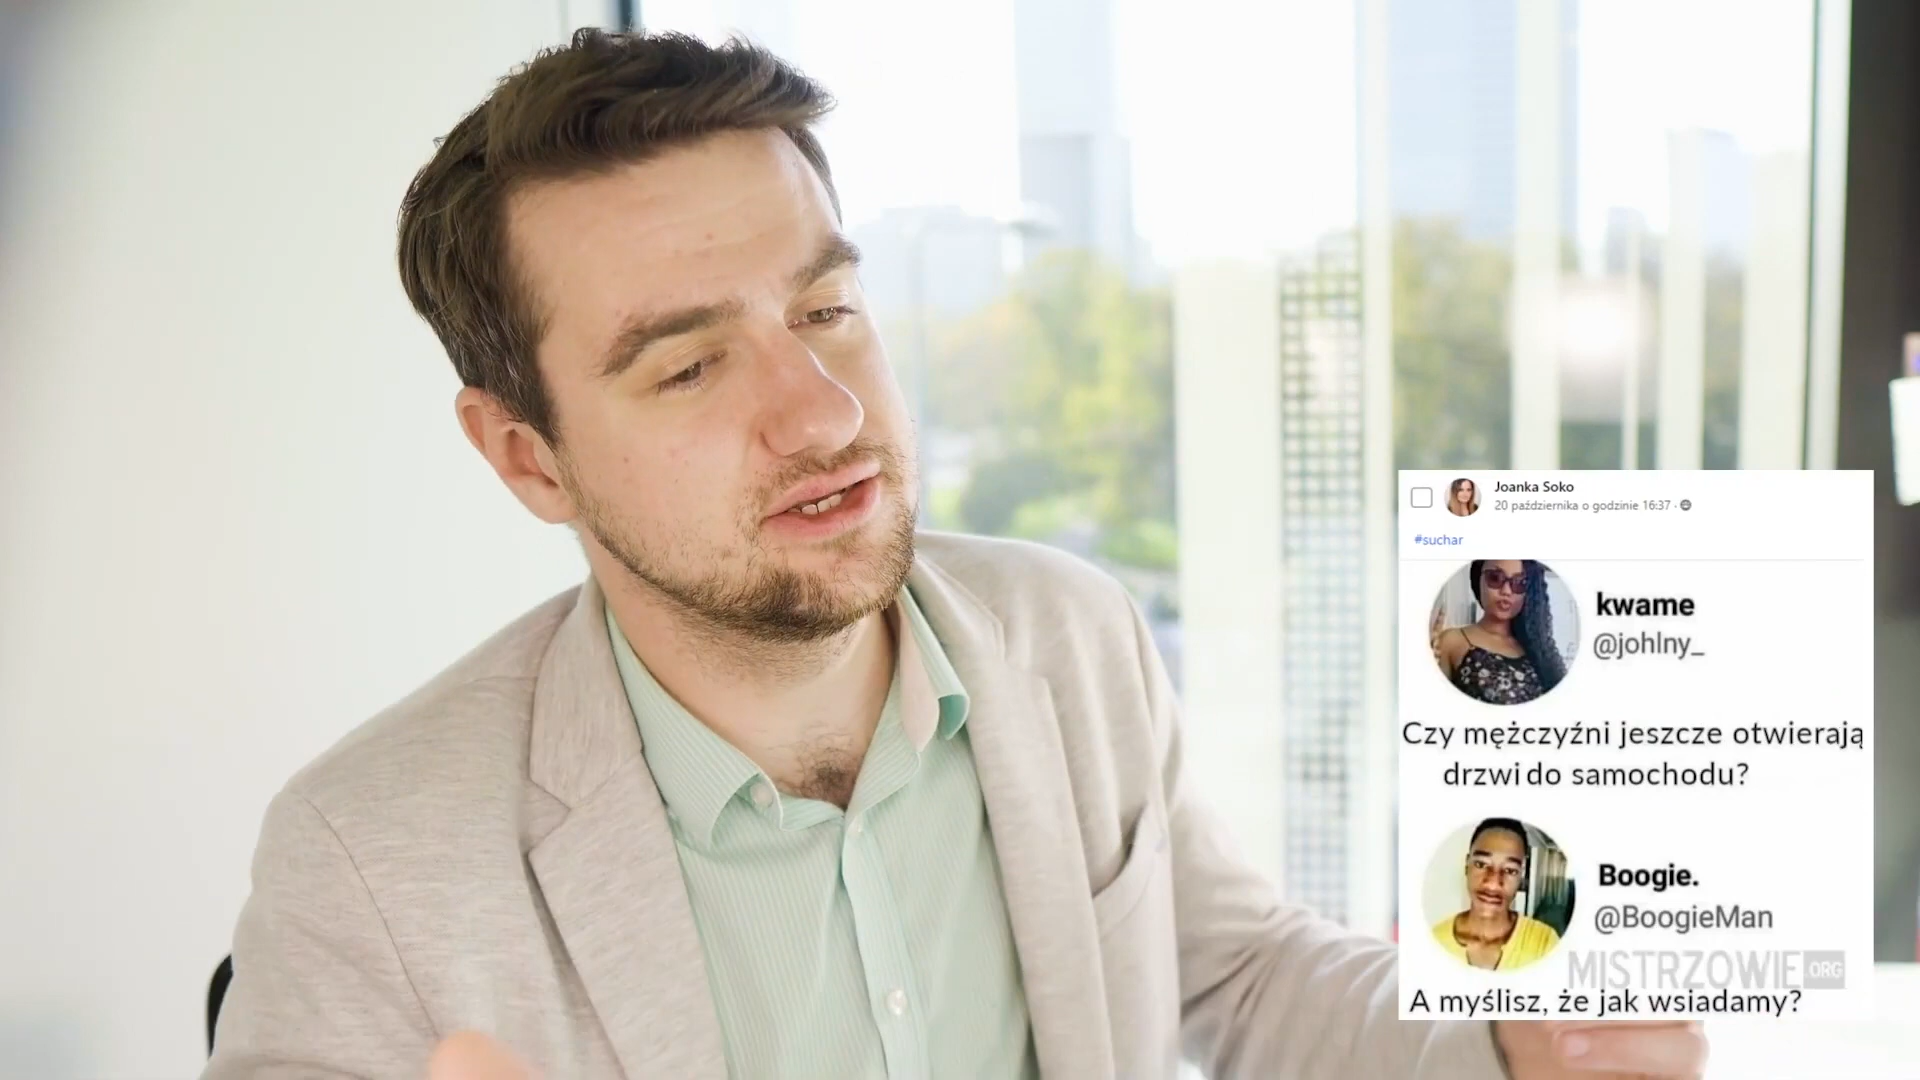 Joanka Soko
20 października o godzinie 16:37 ·
#suchar
kwame
@johlny_
Czy mężczyźni jeszcze otwierają
drzwi do samochodu?
Boogie.
@BoogieMan
MISTRZOWIE.ORG
A myślisz, że jak wsiadamy?